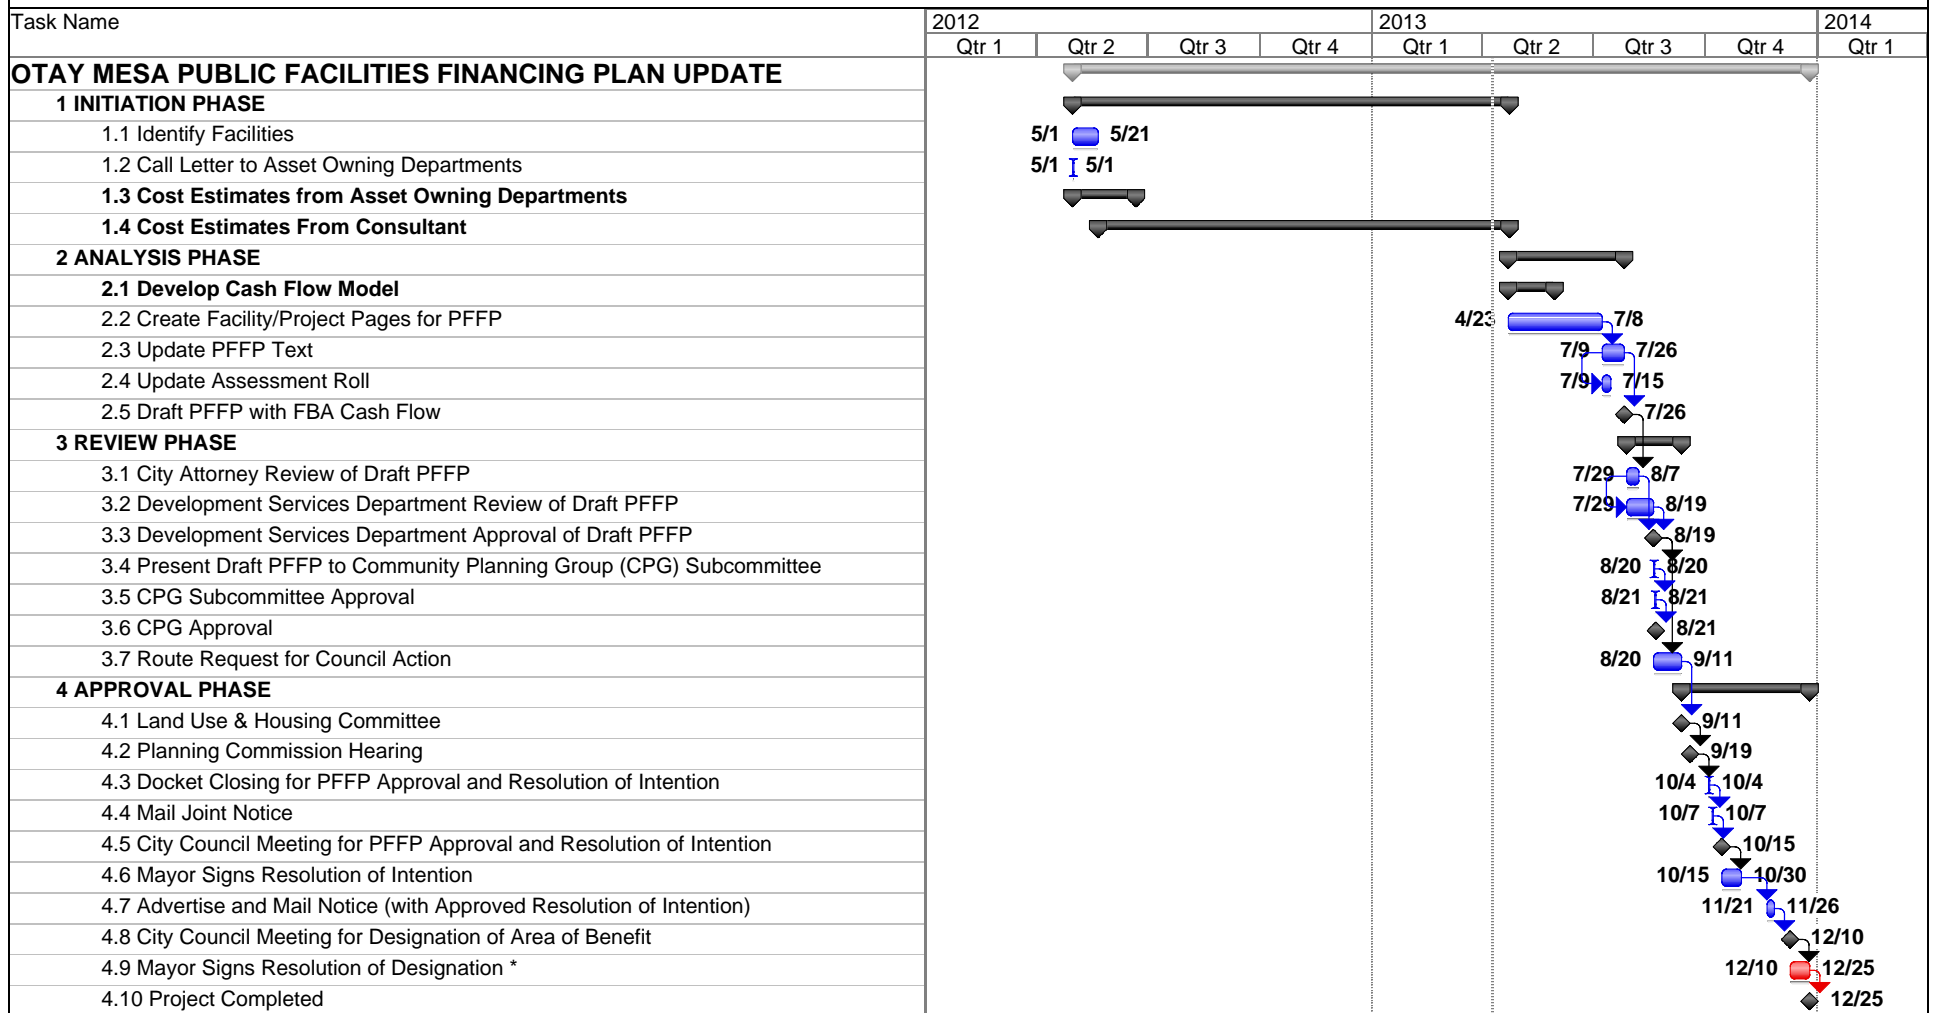 Task Name 2012 2013 2014
Qtr 1 Qtr 2 Qtr 3 Qtr 4 Qtr 1 Qtr 2 Qtr 3 Qtr 4 Qtr 1
OTAY MESA PUBLIC FACILITIES FINANCING PLAN UPDATE
1 INITIATION PHASE
1.1 Identify Facilities 5/1 5/21
1.2 Call Letter to Asset Owning Departments 5/1 5/1
1.3 Cost Estimates from Asset Owning Departments
1.4 Cost Estimates From Consultant
2 ANALYSIS PHASE
2.1 Develop Cash Flow Model
2.2 Create Facility/Project Pages for PFFP 4/23 7/8
2.3 Update PFFP Text 7/9 7/26
2.4 Update Assessment Roll 7/9 7/15
2.5 Draft PFFP with FBA Cash Flow 7/26
3 REVIEW PHASE
3.1 City Attorney Review of Draft PFFP 7/29 8/7
3.2 Development Services Department Review of Draft PFFP 7/29 8/19
3.3 Development Services Department Approval of Draft PFFP 8/19
3.4 Present Draft PFFP to Community Planning Group (CPG) Subcommittee 8/20 8/20
3.5 CPG Subcommittee Approval 8/21 8/21
3.6 CPG Approval 8/21
3.7 Route Request for Council Action 8/20 9/11
4 APPROVAL PHASE
4.1 Land Use & Housing Committee 9/11
4.2 Planning Commission Hearing 9/19
4.3 Docket Closing for PFFP Approval and Resolution of Intention 10/4 10/4
4.4 Mail Joint Notice 10/7 10/7
4.5 City Council Meeting for PFFP Approval and Resolution of Intention 10/15
4.6 Mayor Signs Resolution of Intention 10/15 10/30
4.7 Advertise and Mail Notice (with Approved Resolution of Intention) 11/21 11/26
4.8 City Council Meeting for Designation of Area of Benefit 12/10
4.9 Mayor Signs Resolution of Designation * 12/10 12/25
4.10 Project Completed 12/25